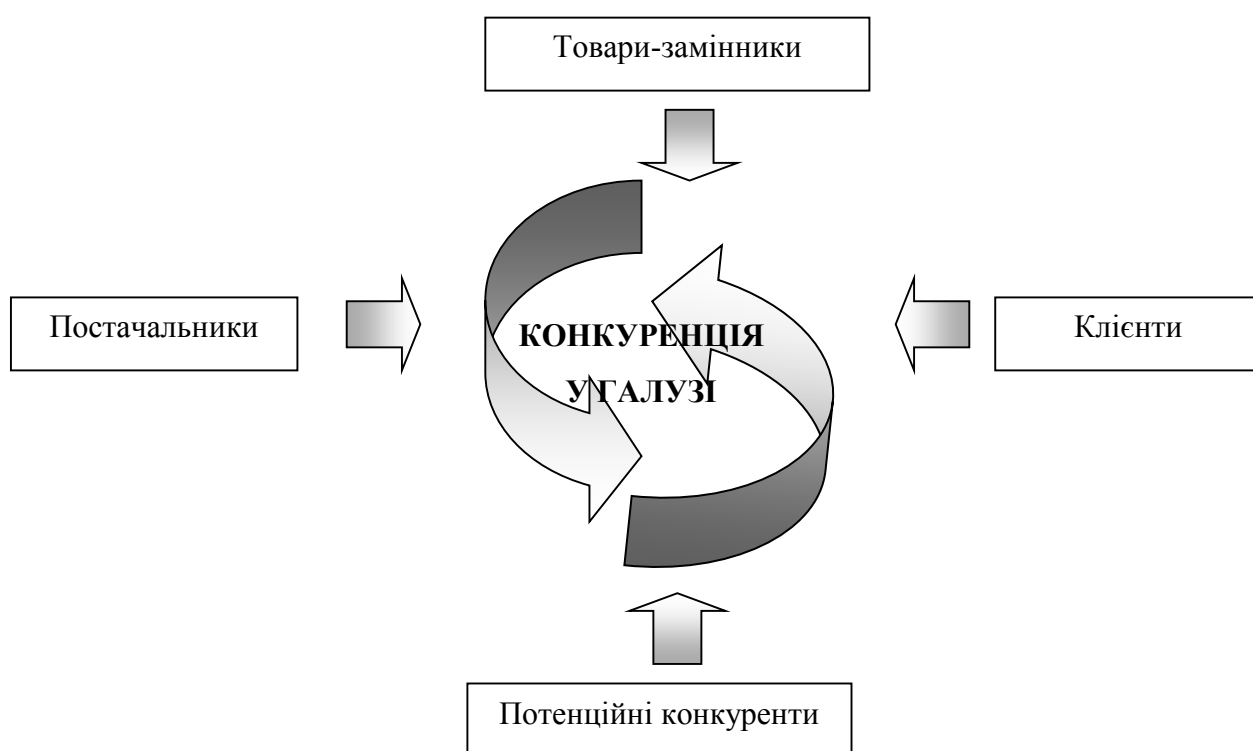 Товари-замінники
Постачальники
КОНКУРЕНЦІЯ
У ГАЛУЗІ
Клієнти
Потенційні конкуренти